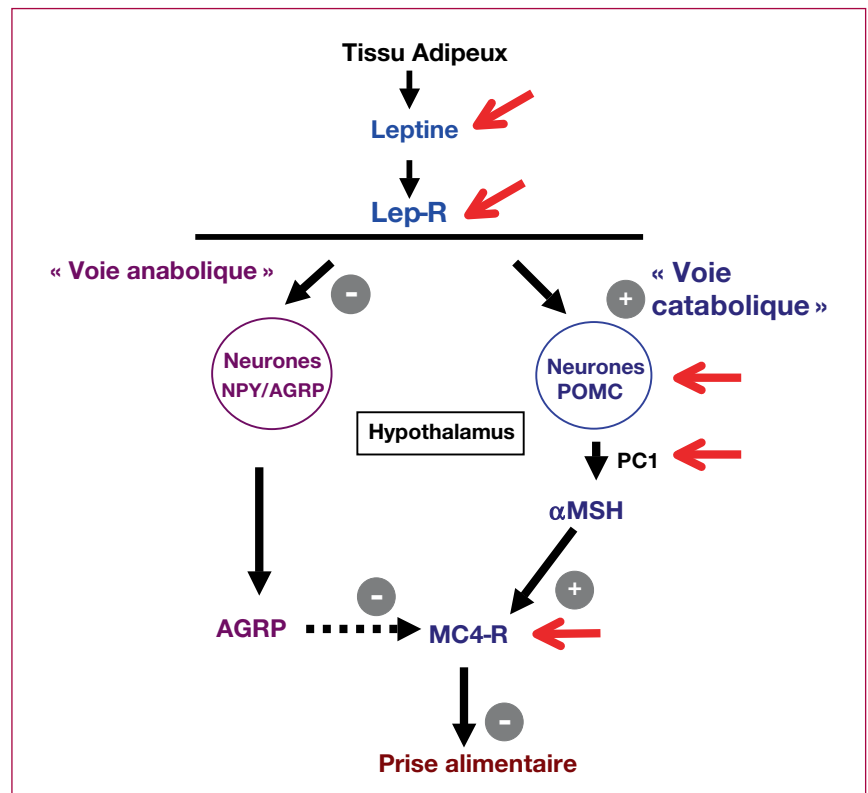 Tissu Adipeux
Leptine
Lep-R
« Voie anabolique »
-
+
« Voie
catabolique »
Neurones
NPY/AGRP
Neurones
POMC
Hypothalamus
PC1
αMSH
-
+
AGRP
MC4-R
-
Prise alimentaire